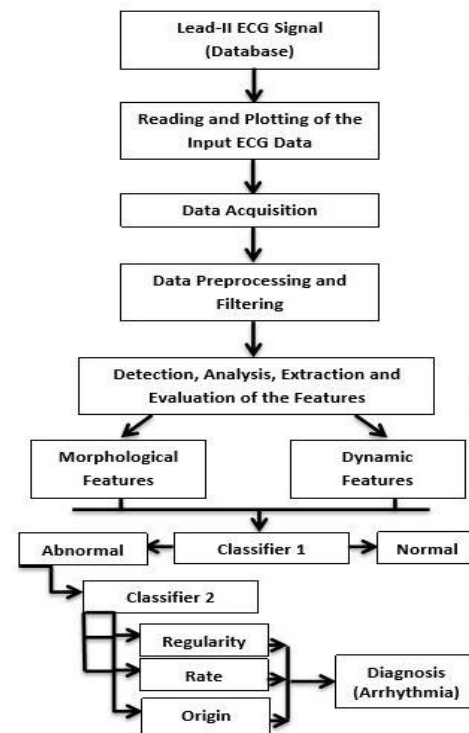 Lead-II ECG Signal
(Database)
Reading and Plotting of the
Input ECG Data
Data Acquisition
Data Preprocessing and
Filtering
Detection, Analysis, Extraction and
Evaluation of the Features
Morphological
Features
Dynamic
Features
Abnormal
Classifier 1
Normal
Classifier 2
Regularity
Rate
Origin
Diagnosis
(Arrhythmia)